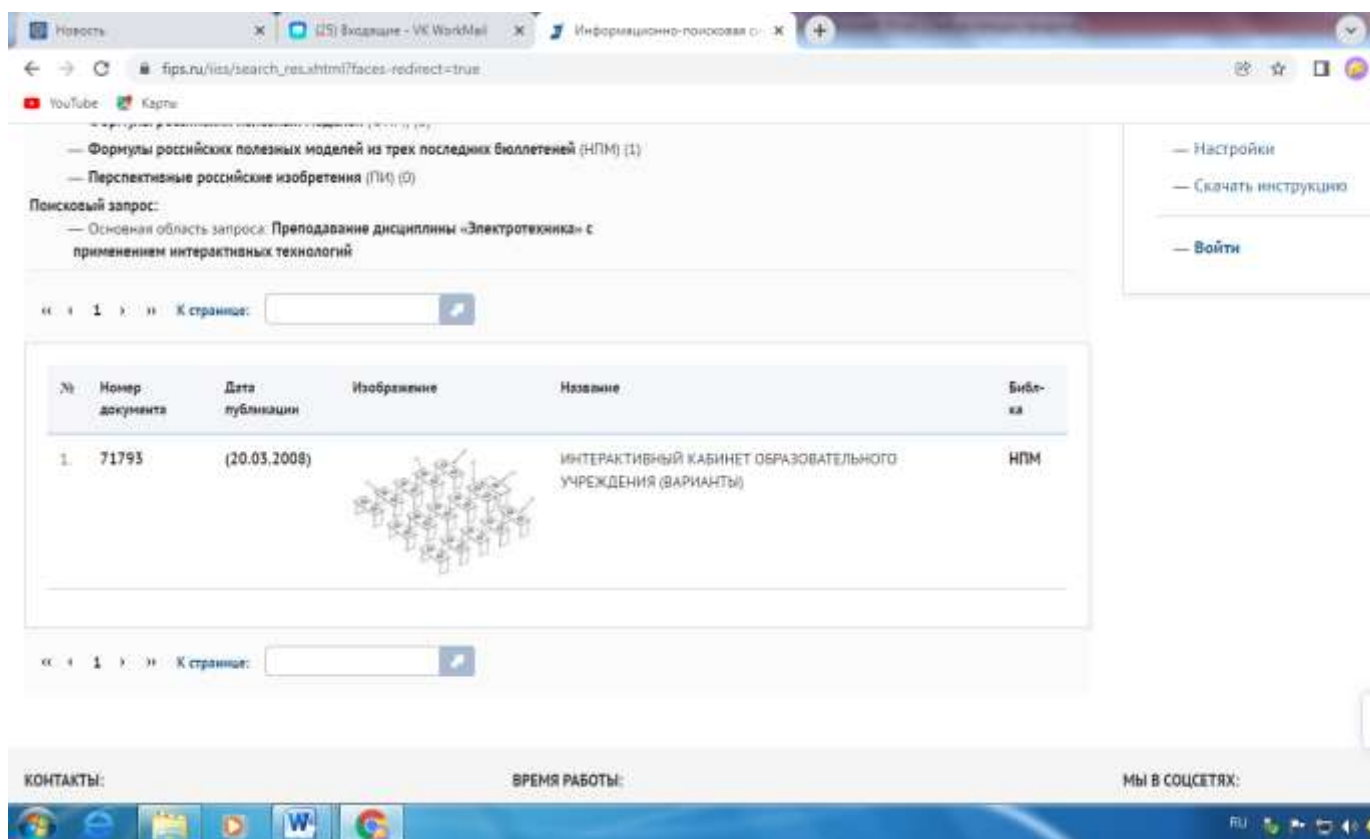 Новость
(25) Входящие - VK WorkMail
Информационно-поисковая с
fips.ru/iiss/search_res.xhtml?faces-redirect=true
YouTube Карты
— Формулы российских полезных моделей из трех последних бюллетеней (НПМ) (1)
— Перспективные российские изобретения (ПИ) (0)
Поисковый запрос:
— Основная область запроса: Преподавание дисциплины «Электротехника» с
применением интерактивных технологий
— Настройки
— Скачать инструкцию
— Войти
« ‹ 1 › » К странице:
№ Номер документа Дата публикации Изображение Название Библ-ка
1. 71793 (20.03.2008) ИНТЕРАКТИВНЫЙ КАБИНЕТ ОБРАЗОВАТЕЛЬНОГО
УЧРЕЖДЕНИЯ (ВАРИАНТЫ) НПМ
« ‹ 1 › » К странице:
КОНТАКТЫ: ВРЕМЯ РАБОТЫ: МЫ В СОЦСЕТЯХ:
RU